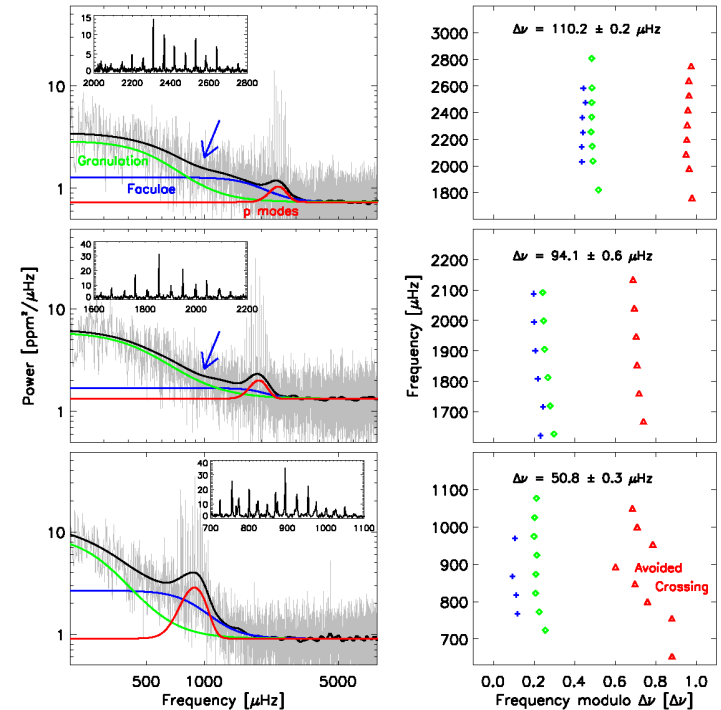 15
10
5
0
2000 2200 2400 2600 2800
10
1
Granulation
Faculae
p modes
40
30
20
10
0
1600 1700 1800 1900 2000 2100 2200
10
1
Power [ppm²/μHz]
40
30
20
10
0
700 800 900 1000 1100
10
1
500 1000 5000
Frequency [μHz]
Δν = 110.2 ± 0.2 μHz
3000
2800
2600
2400
2200
2000
1800
Δν = 94.1 ± 0.6 μHz
2200
2100
2000
1900
1800
1700
Frequency [μHz]
Δν = 50.8 ± 0.3 μHz
1100
1000
900
800
700
Avoided
Crossing
0.0 0.2 0.4 0.6 0.8 1.0
Frequency modulo Δν [Δν]